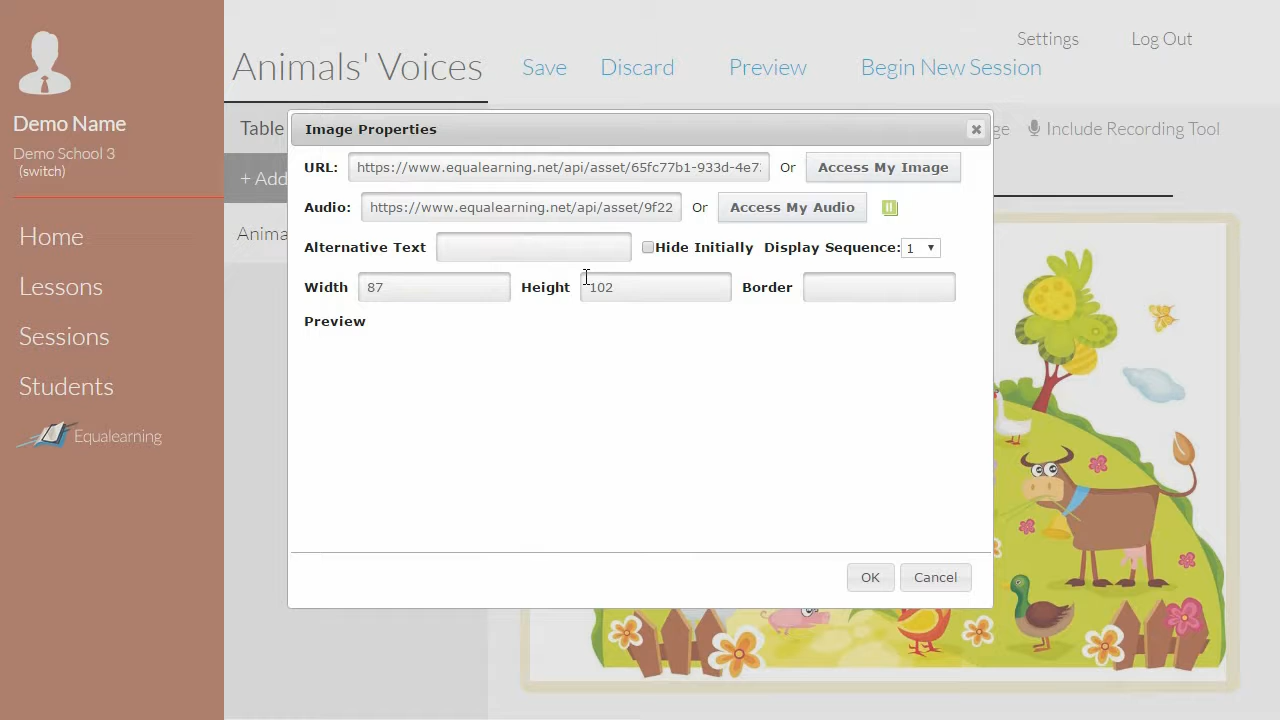 Settings Log Out
Animals' Voices Save Discard Preview Begin New Session
Demo Name
Demo School 3
(switch)
Home
Lessons
Sessions
Students
Equalearning
Table
Include Recording Tool
+ Add
Image Properties
URL: https://www.equalearning.net/api/asset/65fc77b1-933d-4e7 Or Access My Image
Audio: https://www.equalearning.net/api/asset/9f22 Or Access My Audio
Alternative Text Hide Initially Display Sequence: 1
Width 87 Height 102 Border
Preview
OK Cancel